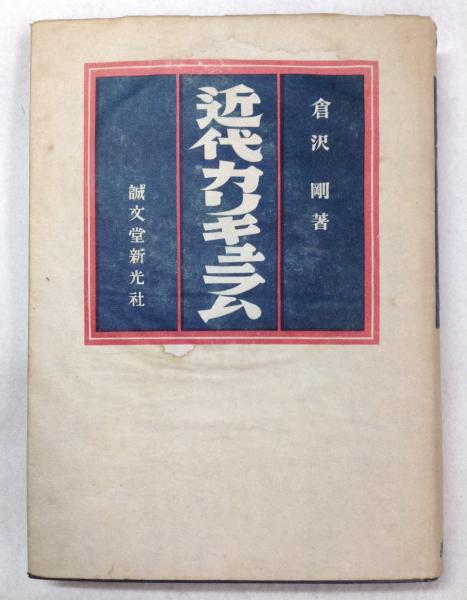 倉沢 剛著
近代カリキュラム
誠文堂新光社